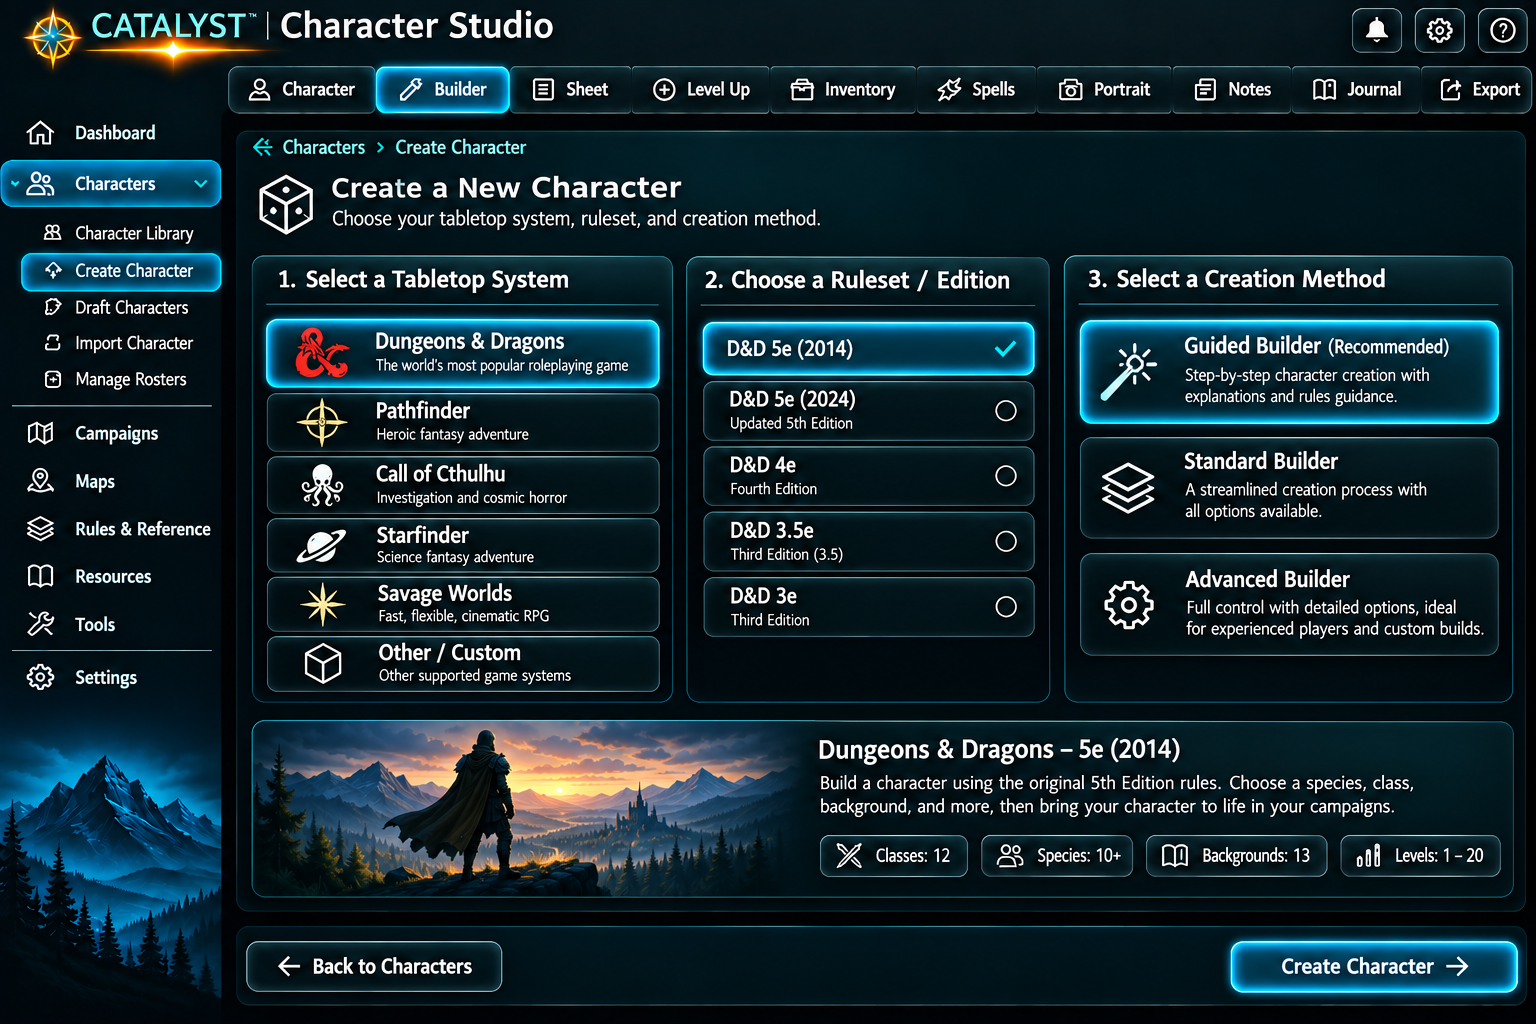 CATALYST™ | Character Studio
Character
Builder
Sheet
Level Up
Inventory
Spells
Portrait
Notes
Journal
Export
Dashboard
Characters
Character Library
Create Character
Draft Characters
Import Character
Manage Rosters
Campaigns
Maps
Rules & Reference
Resources
Tools
Settings
Characters > Create Character
Create a New Character
Choose your tabletop system, ruleset, and creation method.
1. Select a Tabletop System
Dungeons & Dragons
The world's most popular roleplaying game
Pathfinder
Heroic fantasy adventure
Call of Cthulhu
Investigation and cosmic horror
Starfinder
Science fantasy adventure
Savage Worlds
Fast, flexible, cinematic RPG
Other / Custom
Other supported game systems
2. Choose a Ruleset / Edition
D&D 5e (2014)
D&D 5e (2024)
Updated 5th Edition
D&D 4e
Fourth Edition
D&D 3.5e
Third Edition (3.5)
D&D 3e
Third Edition
3. Select a Creation Method
Guided Builder (Recommended)
Step-by-step character creation with
explanations and rules guidance.
Standard Builder
A streamlined creation process with
all options available.
Advanced Builder
Full control with detailed options, ideal
for experienced players and custom builds.
Dungeons & Dragons – 5e (2014)
Build a character using the original 5th Edition rules. Choose a species, class,
background, and more, then bring your character to life in your campaigns.
Classes: 12
Species: 10+
Backgrounds: 13
Levels: 1 – 20
Back to Characters
Create Character